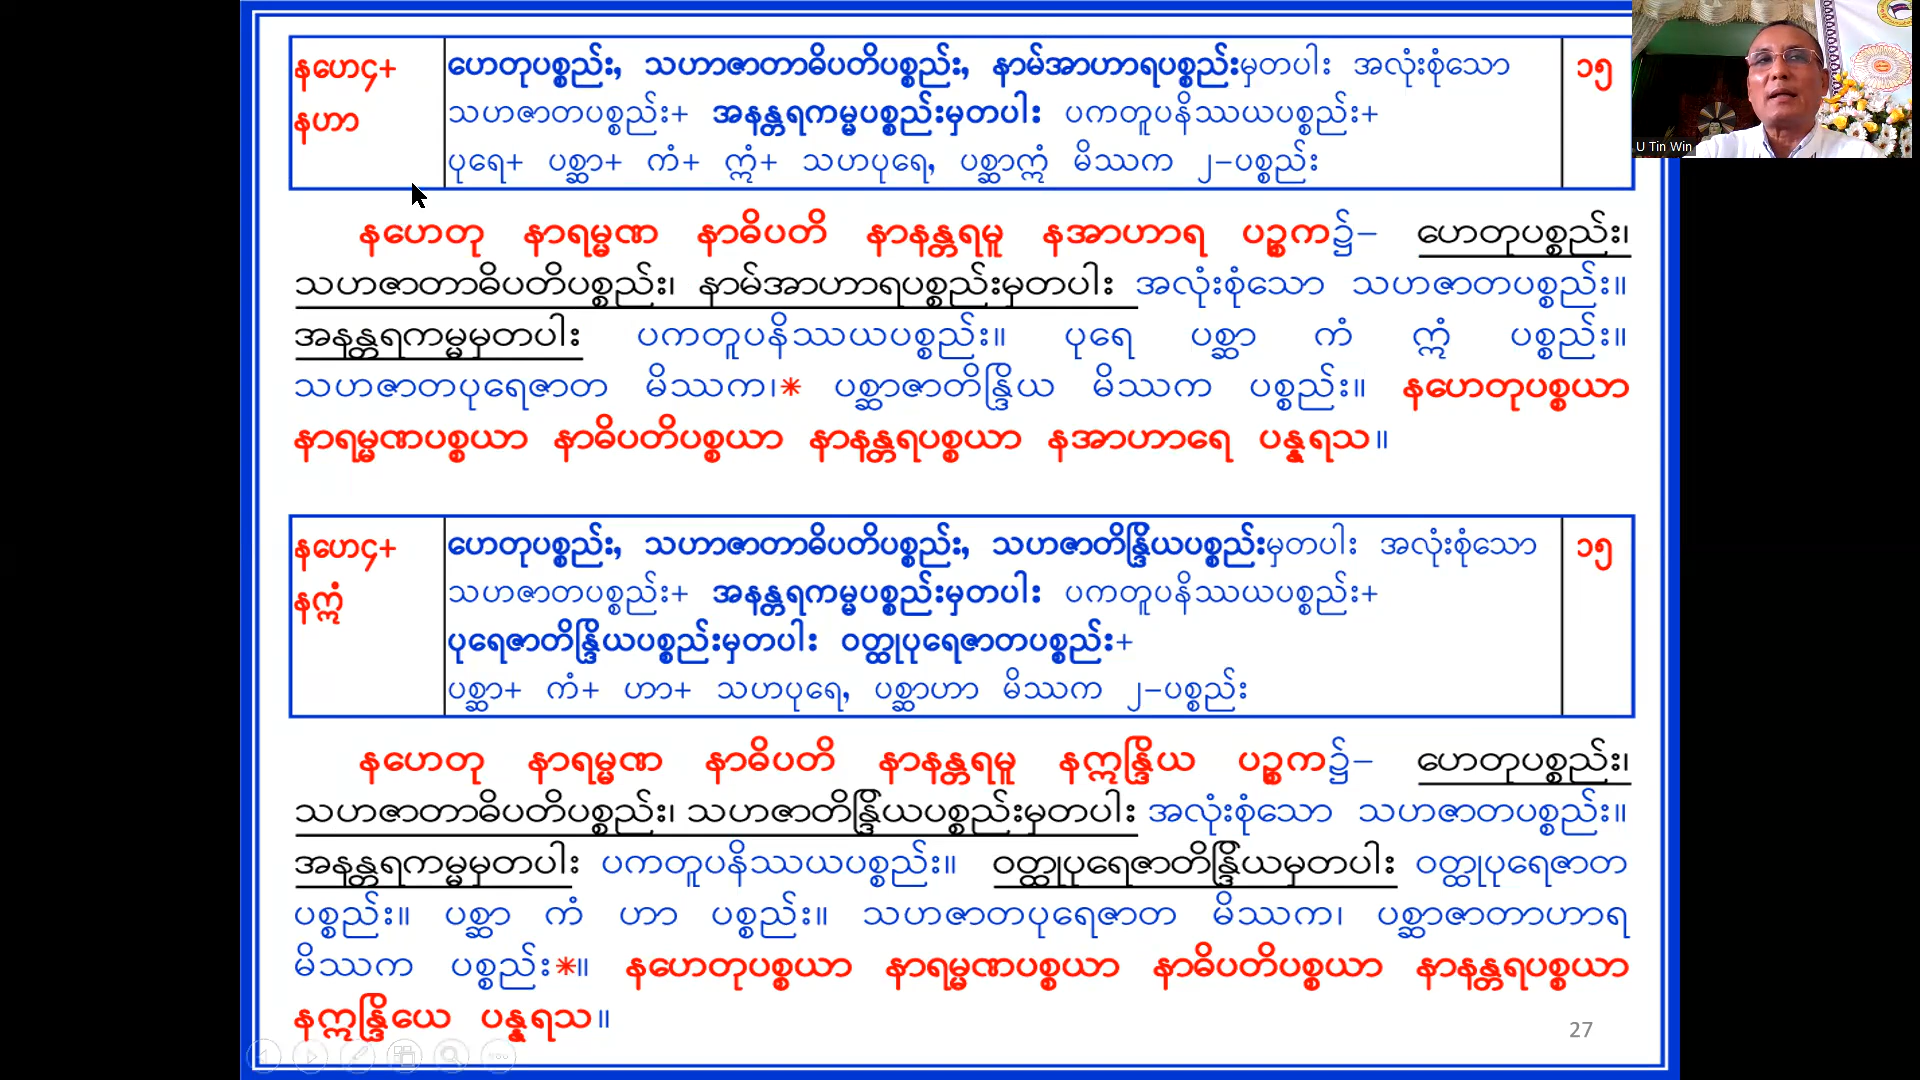 နဟေ၄+
နဟာ
ဟေတုပစ္စည်း, သဟာဇာတာဓိပတိပစ္စည်း, နာမ်အာဟာရပစ္စည်းမှတပါး အလုံးစုံသော
သဟဇာတပစ္စည်း+ အနန္တရကမ္မပစ္စည်းမှတပါး ပကတူပနိဿယပစ္စည်း+
ပုရေ+ ပစ္ဆာ+ ကံ+ ဣံ+ သဟပုရေ, ပစ္ဆာဣံ မိဿက ၂–ပစ္စည်း
၁၅
U Tin Win
နဟေတု နာရမ္မဏ နာဓိပတိ နာနန္တရမူ နအာဟာရ ပဉ္စက၌– ဟေတုပစ္စည်း၊
သဟဇာတာဓိပတိပစ္စည်း၊ နာမ်အာဟာရပစ္စည်းမှတပါး အလုံးစုံသော သဟဇာတပစ္စည်း။
အနန္တရကမ္မမှတပါး ပကတူပနိဿယပစ္စည်း။ ပုရေ ပစ္ဆာ ကံ ဣံ ပစ္စည်း။
သဟဇာတပုရေဇာတ မိဿက၊* ပစ္ဆာဇာတိန္ဒြိယ မိဿက ပစ္စည်း။ နဟေတုပစ္စယာ
နာရမ္မဏပစ္စယာ နာဓိပတိပစ္စယာ နာနန္တရပစ္စယာ နအာဟာရေ ပန္နရသ။
နဟေ၄+
နဣံ
ဟေတုပစ္စည်း, သဟာဇာတာဓိပတိပစ္စည်း, သဟဇာတိန္ဒြိယပစ္စည်းမှတပါး အလုံးစုံသော
သဟဇာတပစ္စည်း+ အနန္တရကမ္မပစ္စည်းမှတပါး ပကတူပနိဿယပစ္စည်း+
ပုရေဇာတိန္ဒြိယပစ္စည်းမှတပါး ဝတ္ထုပုရေဇာတပစ္စည်း+
ပစ္ဆာ+ ကံ+ ဟာ+ သဟပုရေ, ပစ္ဆာဟာ မိဿက ၂–ပစ္စည်း
၁၅
နဟေတု နာရမ္မဏ နာဓိပတိ နာနန္တရမူ နဣန္ဒြိယ ပဉ္စက၌– ဟေတုပစ္စည်း၊
သဟဇာတာဓိပတိပစ္စည်း၊ သဟဇာတိန္ဒြိယပစ္စည်းမှတပါး အလုံးစုံသော သဟဇာတပစ္စည်း။
အနန္တရကမ္မမှတပါး ပကတူပနိဿယပစ္စည်း။ ဝတ္ထုပုရေဇာတိန္ဒြိယမှတပါး ဝတ္ထုပုရေဇာတ
ပစ္စည်း။ ပစ္ဆာ ကံ ဟာ ပစ္စည်း။ သဟဇာတပုရေဇာတ မိဿက၊ ပစ္ဆာဇာတာဟာရ
မိဿက ပစ္စည်း*။ နဟေတုပစ္စယာ နာရမ္မဏပစ္စယာ နာဓိပတိပစ္စယာ နာနန္တရပစ္စယာ
နဣန္ဒြိယေ ပန္နရသ။
27